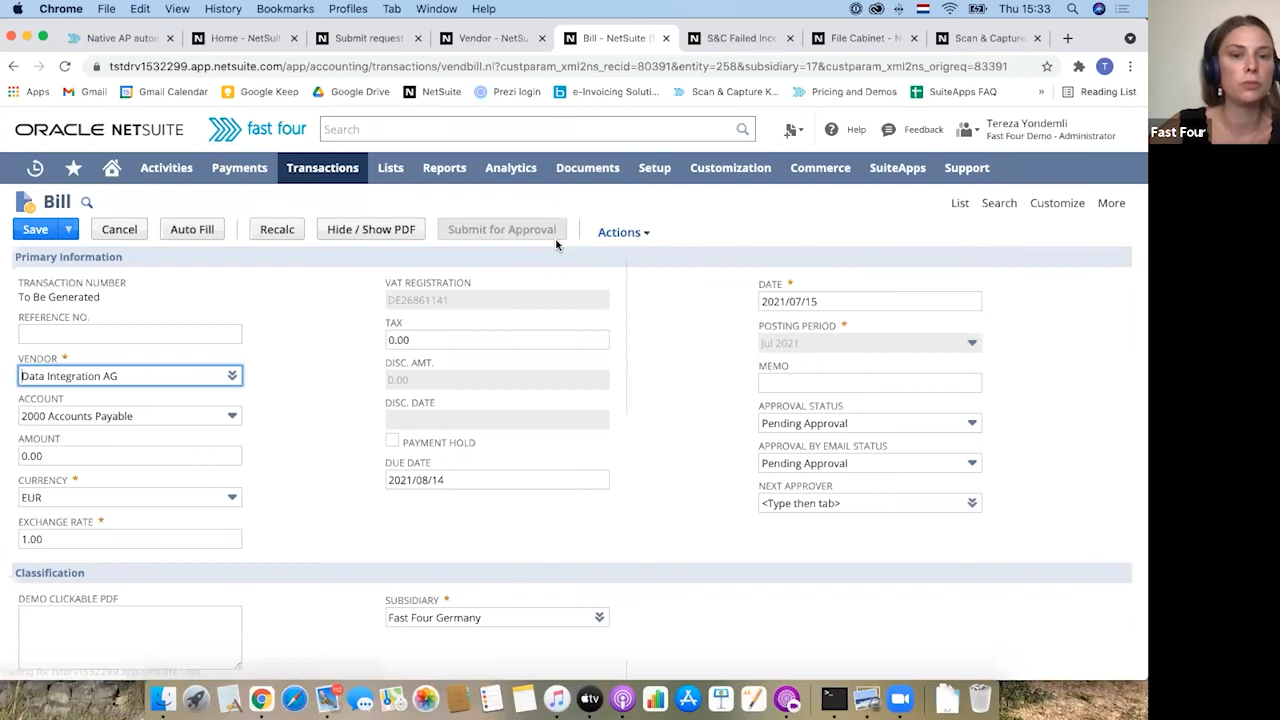 Chrome File Edit View History Bookmarks Profiles Tab Window Help Thu 15:33
Native AP auton Home - NetSuite Submit request Vendor - NetSu Bill - NetSuite ( S&C Failed Inco File Cabinet - N Scan & Capture
tstdrv1532299.app.netsuite.com/app/accounting/transactions/vendbill.nl?custparam_xml2ns_recid=80391&entity=258&subsidiary=17&custparam_xml2ns_origreq=83391 T
Apps Gmail Gmail Calendar Google Keep Google Drive NetSuite Prezi login e-Invoicing Soluti... Scan & Capture K... Pricing and Demos SuiteApps FAQ » Reading List
ORACLE NETSUITE fast four Search Help Feedback Tereza Yondemli
Fast Four Demo - Administrator
Fast Four
Activities Payments Transactions Lists Reports Analytics Documents Setup Customization Commerce SuiteApps Support
Bill List Search Customize More
Save Cancel Auto Fill Recalc Hide / Show PDF Submit for Approval Actions
Primary Information
TRANSACTION NUMBER
To Be Generated
REFERENCE NO.
VENDOR *
Data Integration AG
ACCOUNT
2000 Accounts Payable
AMOUNT
0.00
CURRENCY *
EUR
EXCHANGE RATE *
1.00
VAT REGISTRATION
DE26861141
TAX
0.00
DISC. AMT.
0.00
DISC. DATE
PAYMENT HOLD
DUE DATE
2021/08/14
DATE *
2021/07/15
POSTING PERIOD *
Jul 2021
MEMO
APPROVAL STATUS
Pending Approval
APPROVAL BY EMAIL STATUS
Pending Approval
NEXT APPROVER
<Type then tab>
Classification
DEMO CLICKABLE PDF
SUBSIDIARY *
Fast Four Germany